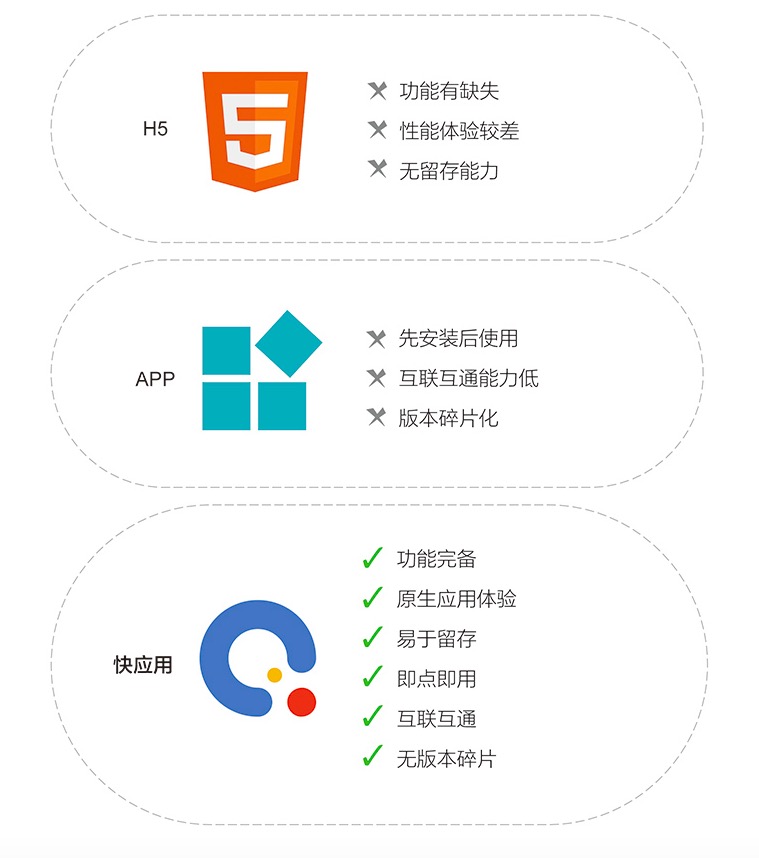 H5
功能有缺失
性能体验较差
无留存能力
APP
先安装后使用
互联互通能力低
版本碎片化
快应用
功能完备
原生应用体验
易于留存
即点即用
互联互通
无版本碎片